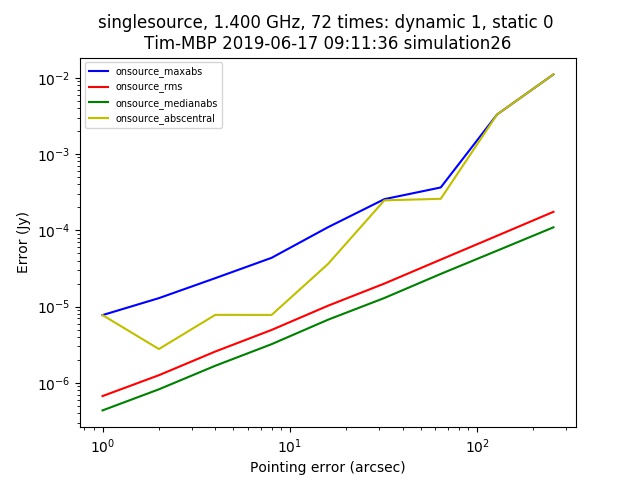 singlesource, 1.400 GHz, 72 times: dynamic 1, static 0
Tim-MBP 2019-06-17 09:11:36 simulation26
onsource_maxabs
onsource_rms
onsource_medianabs
onsource_abscentral
Error (Jy)
10⁻²
10⁻³
10⁻⁴
10⁻⁵
10⁻⁶
10⁰ 10¹ 10²
Pointing error (arcsec)